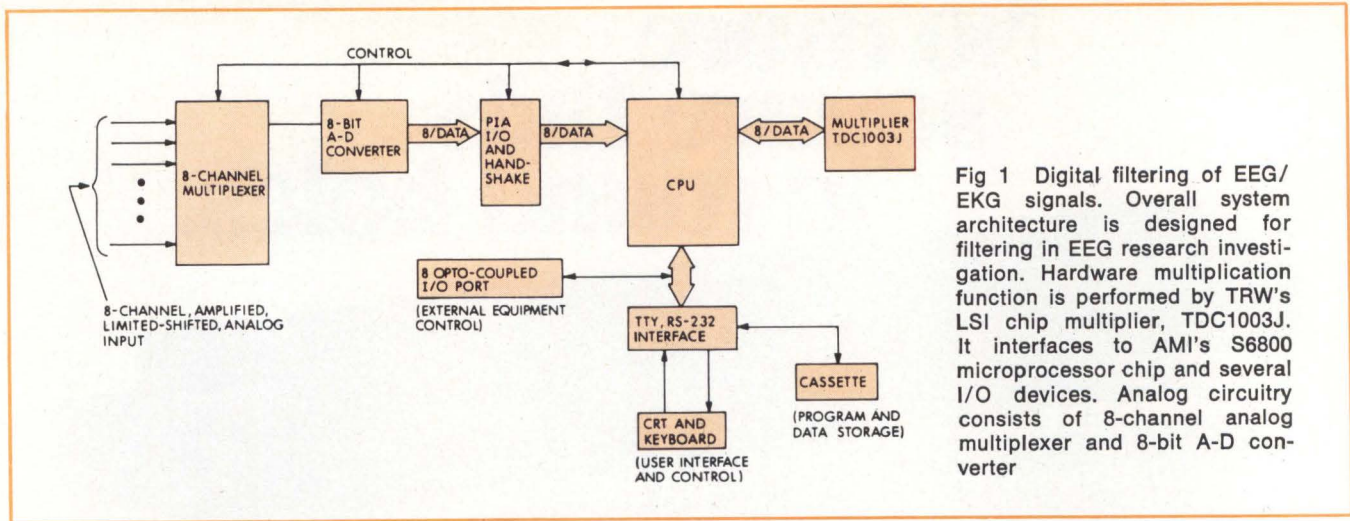 CONTROL
8-CHANNEL
MULTIPLEXER
8-BIT
A-D
CONVERTER
8/DATA
PIA
I/O
AND
HAND-
SHAKE
8/DATA
CPU
8/DATA
MULTIPLIER
TDC1003J
8-CHANNEL, AMPLIFIED,
LIMITED-SHIFTED, ANALOG
INPUT
8 OPTO-COUPLED
I/O PORT
(EXTERNAL EQUIPMENT
CONTROL)
TTY, RS-232
INTERFACE
CASSETTE
(PROGRAM AND
DATA STORAGE)
CRT AND
KEYBOARD
(USER INTERFACE
AND CONTROL)
Fig 1 Digital filtering of EEG/
EKG signals. Overall system
architecture is designed for
filtering in EEG research investi-
gation. Hardware multiplication
function is performed by TRW's
LSI chip multiplier, TDC1003J.
It interfaces to AMI's S6800
microprocessor chip and several
I/O devices. Analog circuitry
consists of 8-channel analog
multiplexer and 8-bit A-D con-
verter